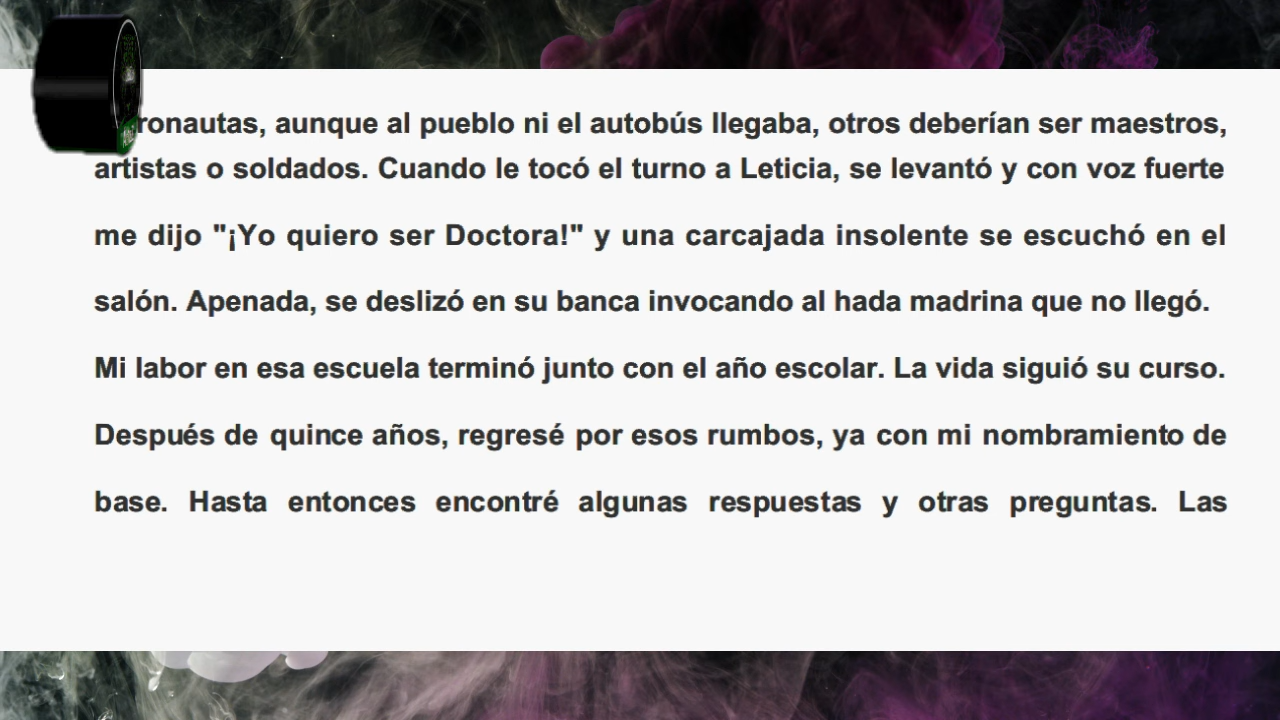 ronautas, aunque al pueblo ni el autobús llegaba, otros deberían ser maestros,
artistas o soldados. Cuando le tocó el turno a Leticia, se levantó y con voz fuerte
me dijo "¡Yo quiero ser Doctora!" y una carcajada insolente se escuchó en el
salón. Apenada, se deslizó en su banca invocando al hada madrina que no llegó.
Mi labor en esa escuela terminó junto con el año escolar. La vida siguió su curso.
Después de quince años, regresé por esos rumbos, ya con mi nombramiento de
base. Hasta entonces encontré algunas respuestas y otras preguntas. Las